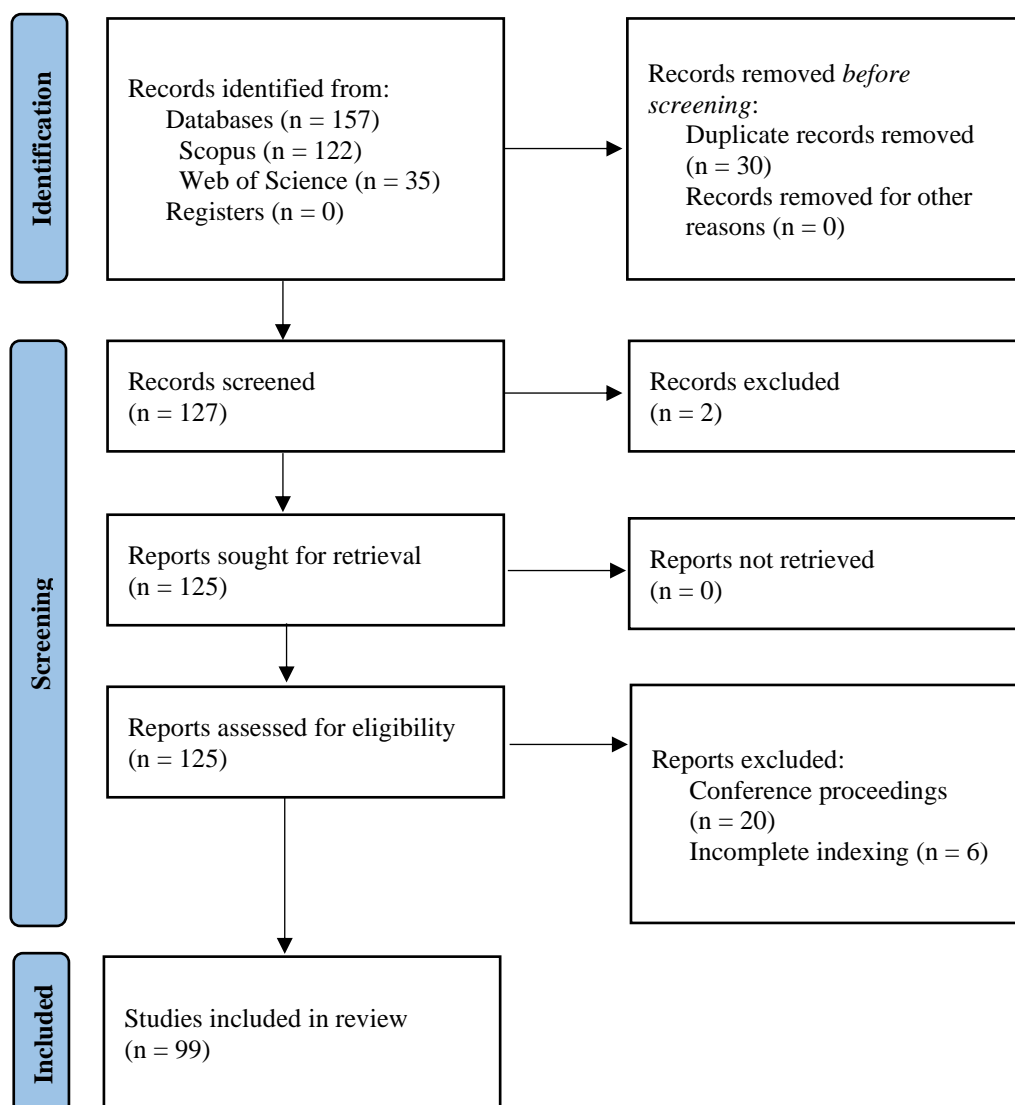 Identification
Records identified from:
Databases (n = 157)
Scopus (n = 122)
Web of Science (n = 35)
Registers (n = 0)
Records removed before
screening:
Duplicate records removed
(n = 30)
Records removed for other
reasons (n = 0)
Screening
Records screened
(n = 127)
Records excluded
(n = 2)
Reports sought for retrieval
(n = 125)
Reports not retrieved
(n = 0)
Reports assessed for eligibility
(n = 125)
Reports excluded:
Conference proceedings
(n = 20)
Incomplete indexing (n = 6)
Included
Studies included in review
(n = 99)